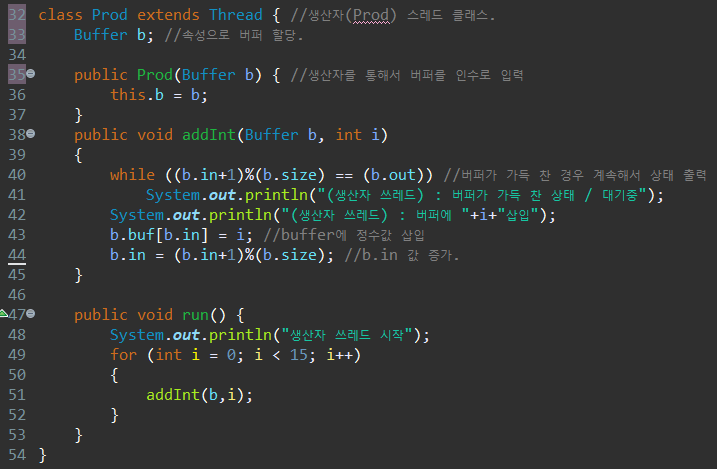 32 class Prod extends Thread { //생산자(Prod) 스레드 클래스.
33 Buffer b; //속성으로 버퍼 할당.
34
35 public Prod(Buffer b) { //생산자를 통해서 버퍼를 인수로 입력
36 this.b = b;
37 }
38 public void addInt(Buffer b, int i)
39 {
40 while ((b.in+1)%(b.size) == (b.out)) //버퍼가 가득 찬 경우 계속해서 상태 출력
41 System.out.println("(생산자 쓰레드) : 버퍼가 가득 찬 상태 / 대기중");
42 System.out.println("(생산자 쓰레드) : 버퍼에 "+i+"삽입");
43 b.buf[b.in] = i; //buffer에 정수값 삽입
44 b.in = (b.in+1)%(b.size); //b.in 값 증가.
45 }
46
47 public void run() {
48 System.out.println("생산자 쓰레드 시작");
49 for (int i = 0; i < 15; i++)
50 {
51 addInt(b,i);
52 }
53 }
54 }